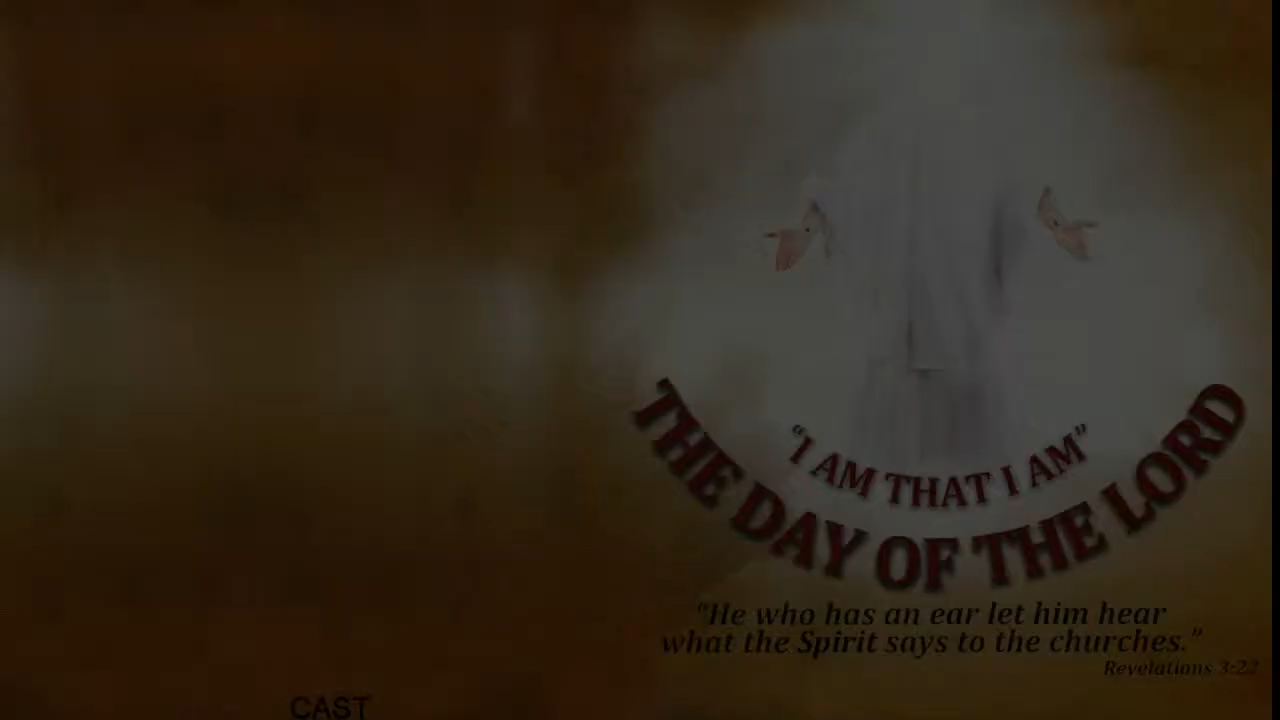 “I AM THAT I AM”
THE DAY OF THE LORD
“He who has an ear let him hear
what the Spirit says to the churches.”
Revelations 3:22
CAST